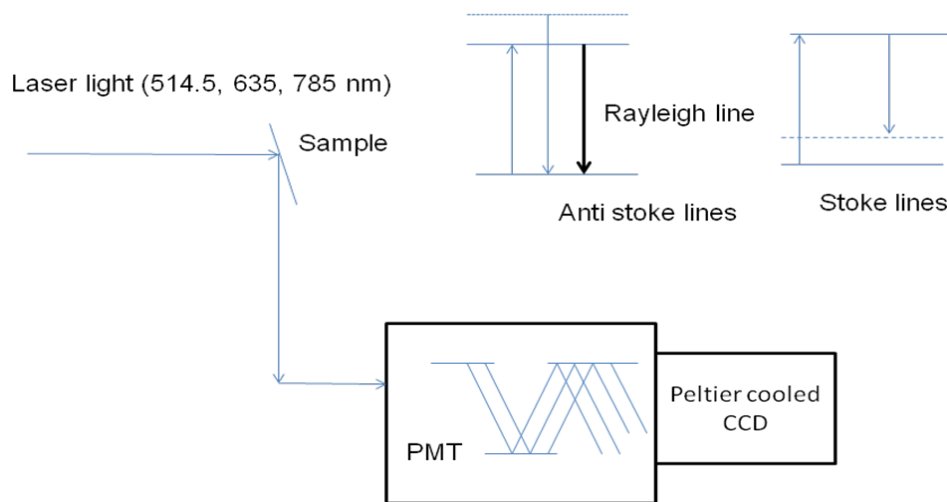 Laser light (514.5, 635, 785 nm)
Sample
Rayleigh line
Anti stoke lines
Stoke lines
PMT
Peltier cooled
CCD